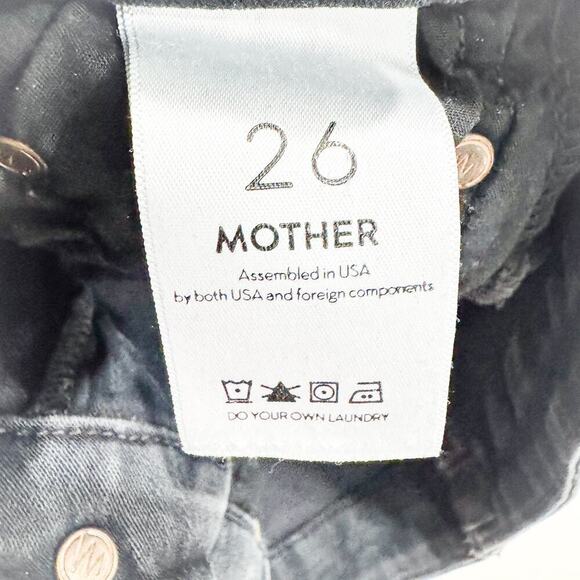 26
MOTHER
Assembled in USA
by both USA and foreign components
DO YOUR OWN LAUNDRY